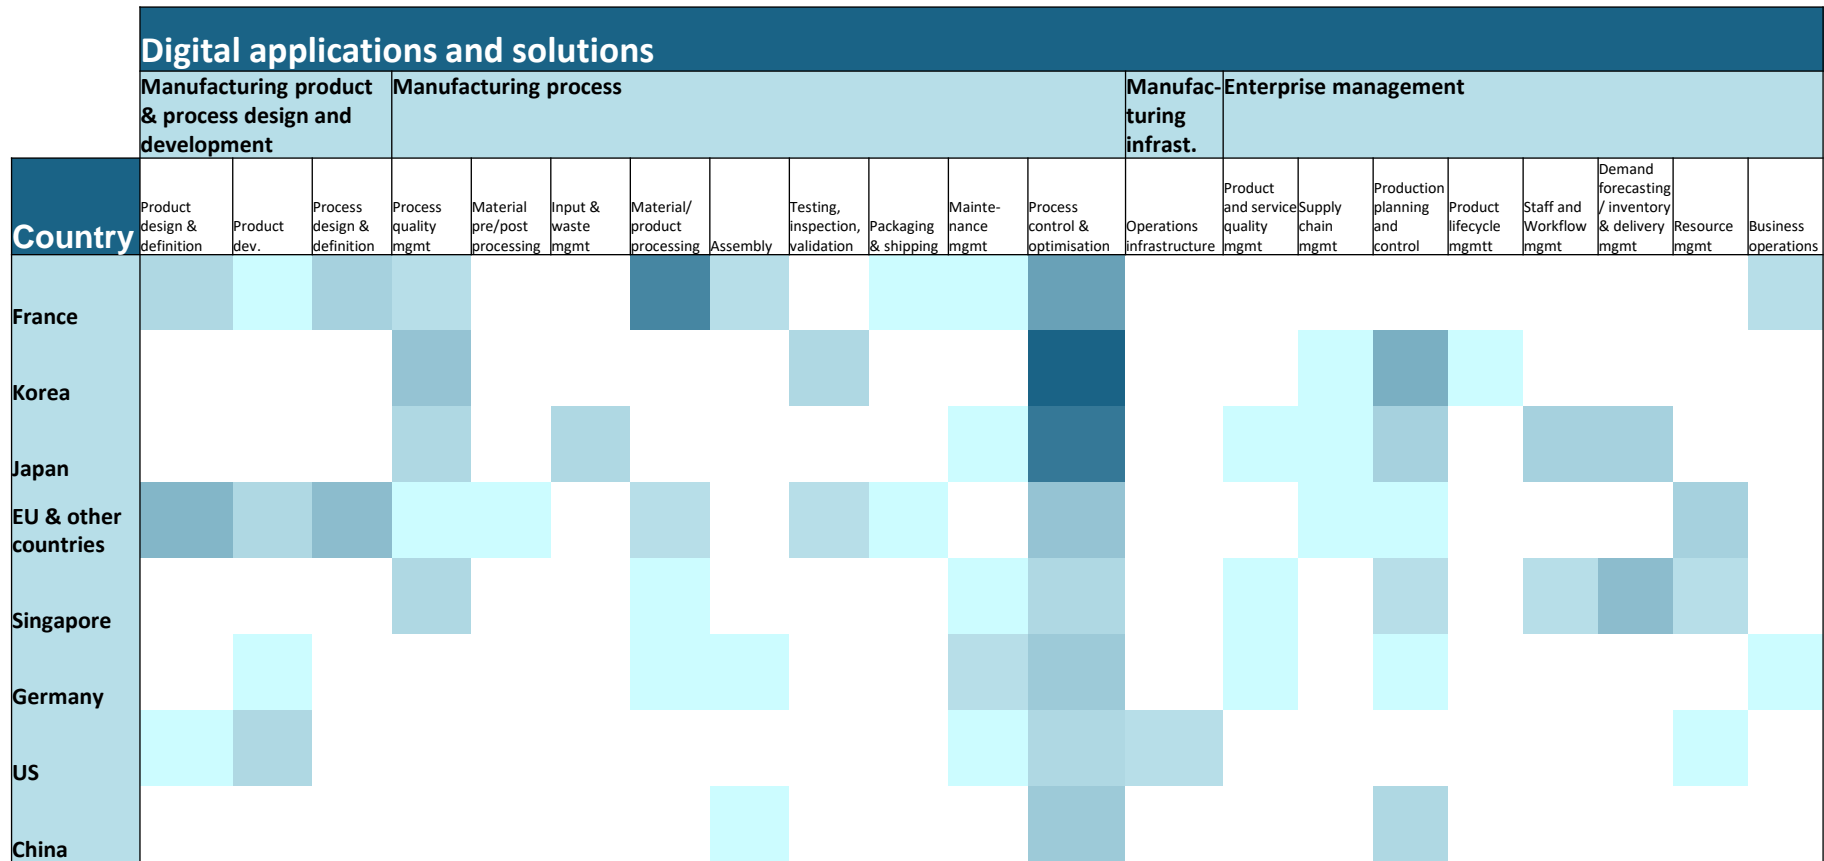 Digital applications and solutions
Manufacturing product
& process design and
development
Manufacturing process
Manufac-
turing
infrast.
Enterprise management
Country
Product
design &
definition
Product
dev.
Process
design &
definition
Process
quality
mgmt
Material
pre/post
processing
Input &
waste
mgmt
Material/
product
processing
Assembly
Testing,
inspection,
validation
Packaging
& shipping
Mainte-
nance
mgmt
Process
control &
optimisation
Operations
infrastructure
Product
and service
quality
mgmt
Supply
chain
mgmt
Production
planning
and
control
Product
lifecycle
mgmtt
Staff and
Workflow
mgmt
Demand
forecasting
/ inventory
& delivery
mgmt
Resource
mgmt
Business
operations
France
Korea
Japan
EU & other
countries
Singapore
Germany
US
China